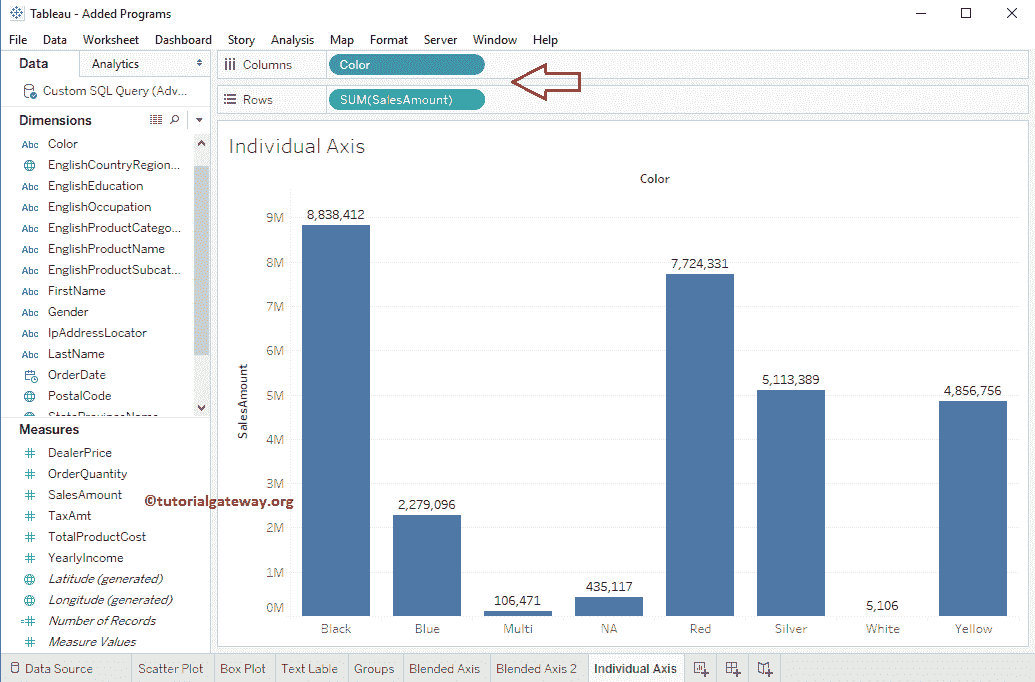 Tableau - Added Programs
File Data Worksheet Dashboard Story Analysis Map Format Server Window Help
Data Analytics
Columns Color
Custom SQL Query (Adv...
Rows SUM(SalesAmount)
Dimensions
Abc Color
EnglishCountryRegion...
Abc EnglishEducation
Abc EnglishOccupation
Abc EnglishProductCatego...
Abc EnglishProductName
Abc EnglishProductSubcat...
Abc FirstName
Abc Gender
Abc IpAddressLocator
Abc LastName
OrderDate
PostalCode
StateProvinceName
Measures
DealerPrice
OrderQuantity
SalesAmount
TaxAmt
TotalProductCost
YearlyIncome
Latitude (generated)
Longitude (generated)
Number of Records
Measure Values
©tutorialgateway.org
Individual Axis
Color
SalesAmount
9M
8M
7M
6M
5M
4M
3M
2M
1M
0M
8,838,412
2,279,096
106,471
435,117
7,724,331
5,113,389
5,106
4,856,756
Black Blue Multi NA Red Silver White Yellow
Data Source Scatter Plot Box Plot Text Lable Groups Blended Axis Blended Axis 2 Individual Axis